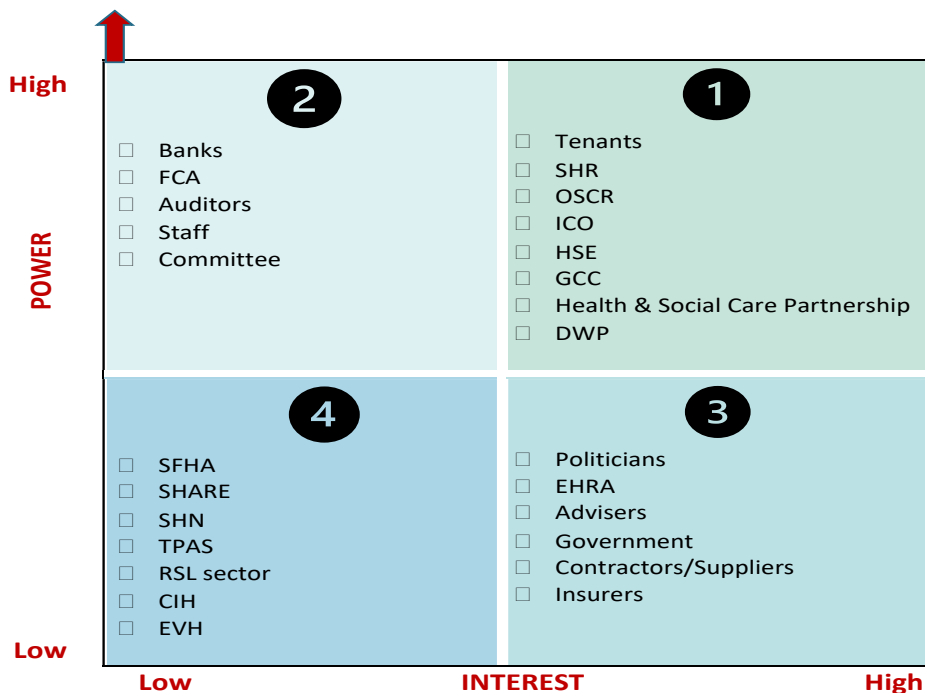 High
2
1
□ Banks
□ FCA
□ Auditors
□ Staff
□ Committee
□ Tenants
□ SHR
□ OSCR
□ ICO
□ HSE
□ GCC
□ Health & Social Care Partnership
□ DWP
POWER
4
3
□ SFHA
□ SHARE
□ SHN
□ TPAS
□ RSL sector
□ CIH
□ EVH
□ Politicians
□ EHRA
□ Advisers
□ Government
□ Contractors/Suppliers
□ Insurers
Low
Low INTEREST High